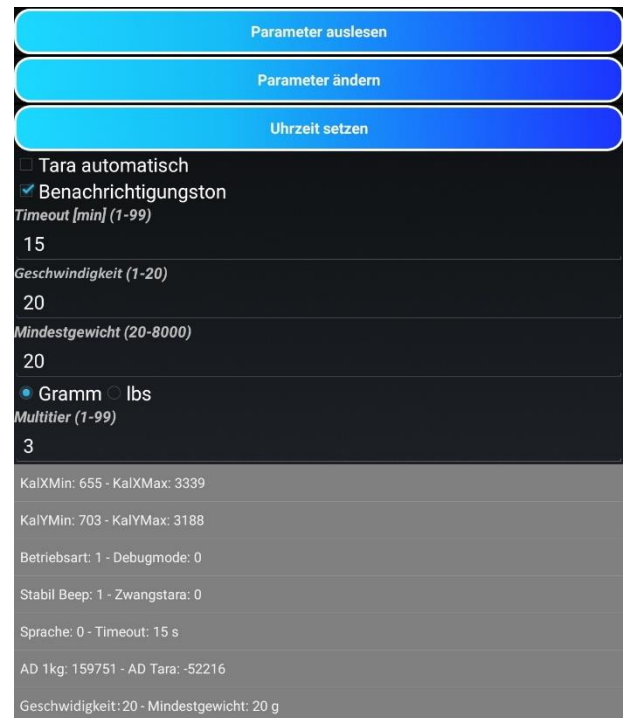 Parameter auslesen
Parameter ändern
Uhrzeit setzen
Tara automatisch
Benachrichtigungston
Timeout [min] (1-99)
15
Geschwindigkeit (1-20)
20
Mindestgewicht (20-8000)
20
Gramm lbs
Multitier (1-99)
3
KalXMin: 655 - KalXMax: 3339
KalYMin: 703 - KalYMax: 3188
Betriebsart: 1 - Debugmode: 0
Stabil Beep: 1 - Zwangstara: 0
Sprache: 0 - Timeout: 15 s
AD 1kg: 159751 - AD Tara: -52216
Geschwidigkeit: 20 - Mindestgewicht: 20 g